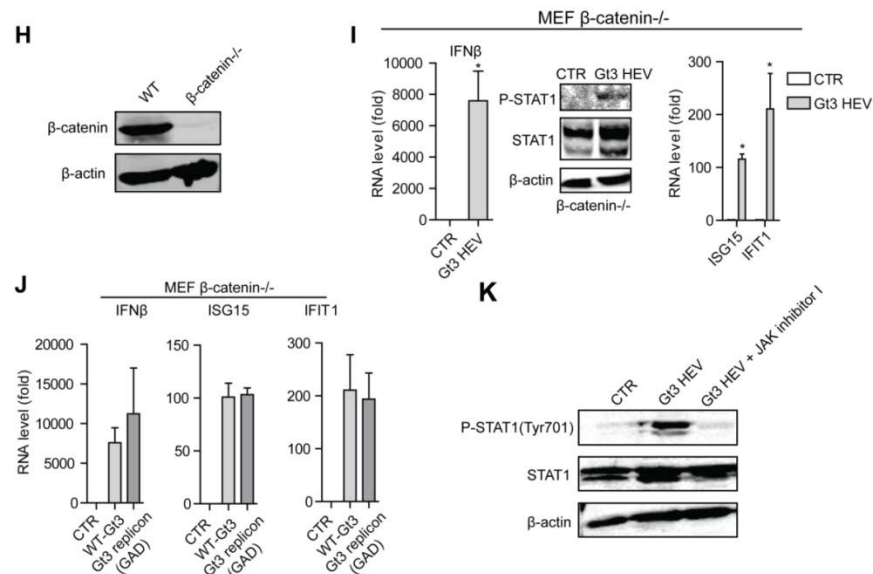 H
WT
β-catenin-/-
β-catenin
β-actin
I
MEF β-catenin-/-
IFNβ
RNA level (fold)
10000
8000
6000
4000
2000
0
CTR
Gt3 HEV
*
CTR Gt3 HEV
P-STAT1
STAT1
β-actin
β-catenin-/-
RNA level (fold)
300
200
100
0
*
*
ISG15
IFIT1
CTR
Gt3 HEV
J
MEF β-catenin-/-
IFNβ
ISG15
IFIT1
RNA level (fold)
20000
15000
10000
5000
0
CTR
WT-Gt3
Gt3 replicon
(GAD)
150
100
50
0
CTR
WT-Gt3
Gt3 replicon
(GAD)
300
200
100
0
CTR
WT-Gt3
Gt3 replicon
(GAD)
K
CTR
Gt3 HEV
Gt3 HEV + JAK inhibitor I
P-STAT1(Tyr701)
STAT1
β-actin